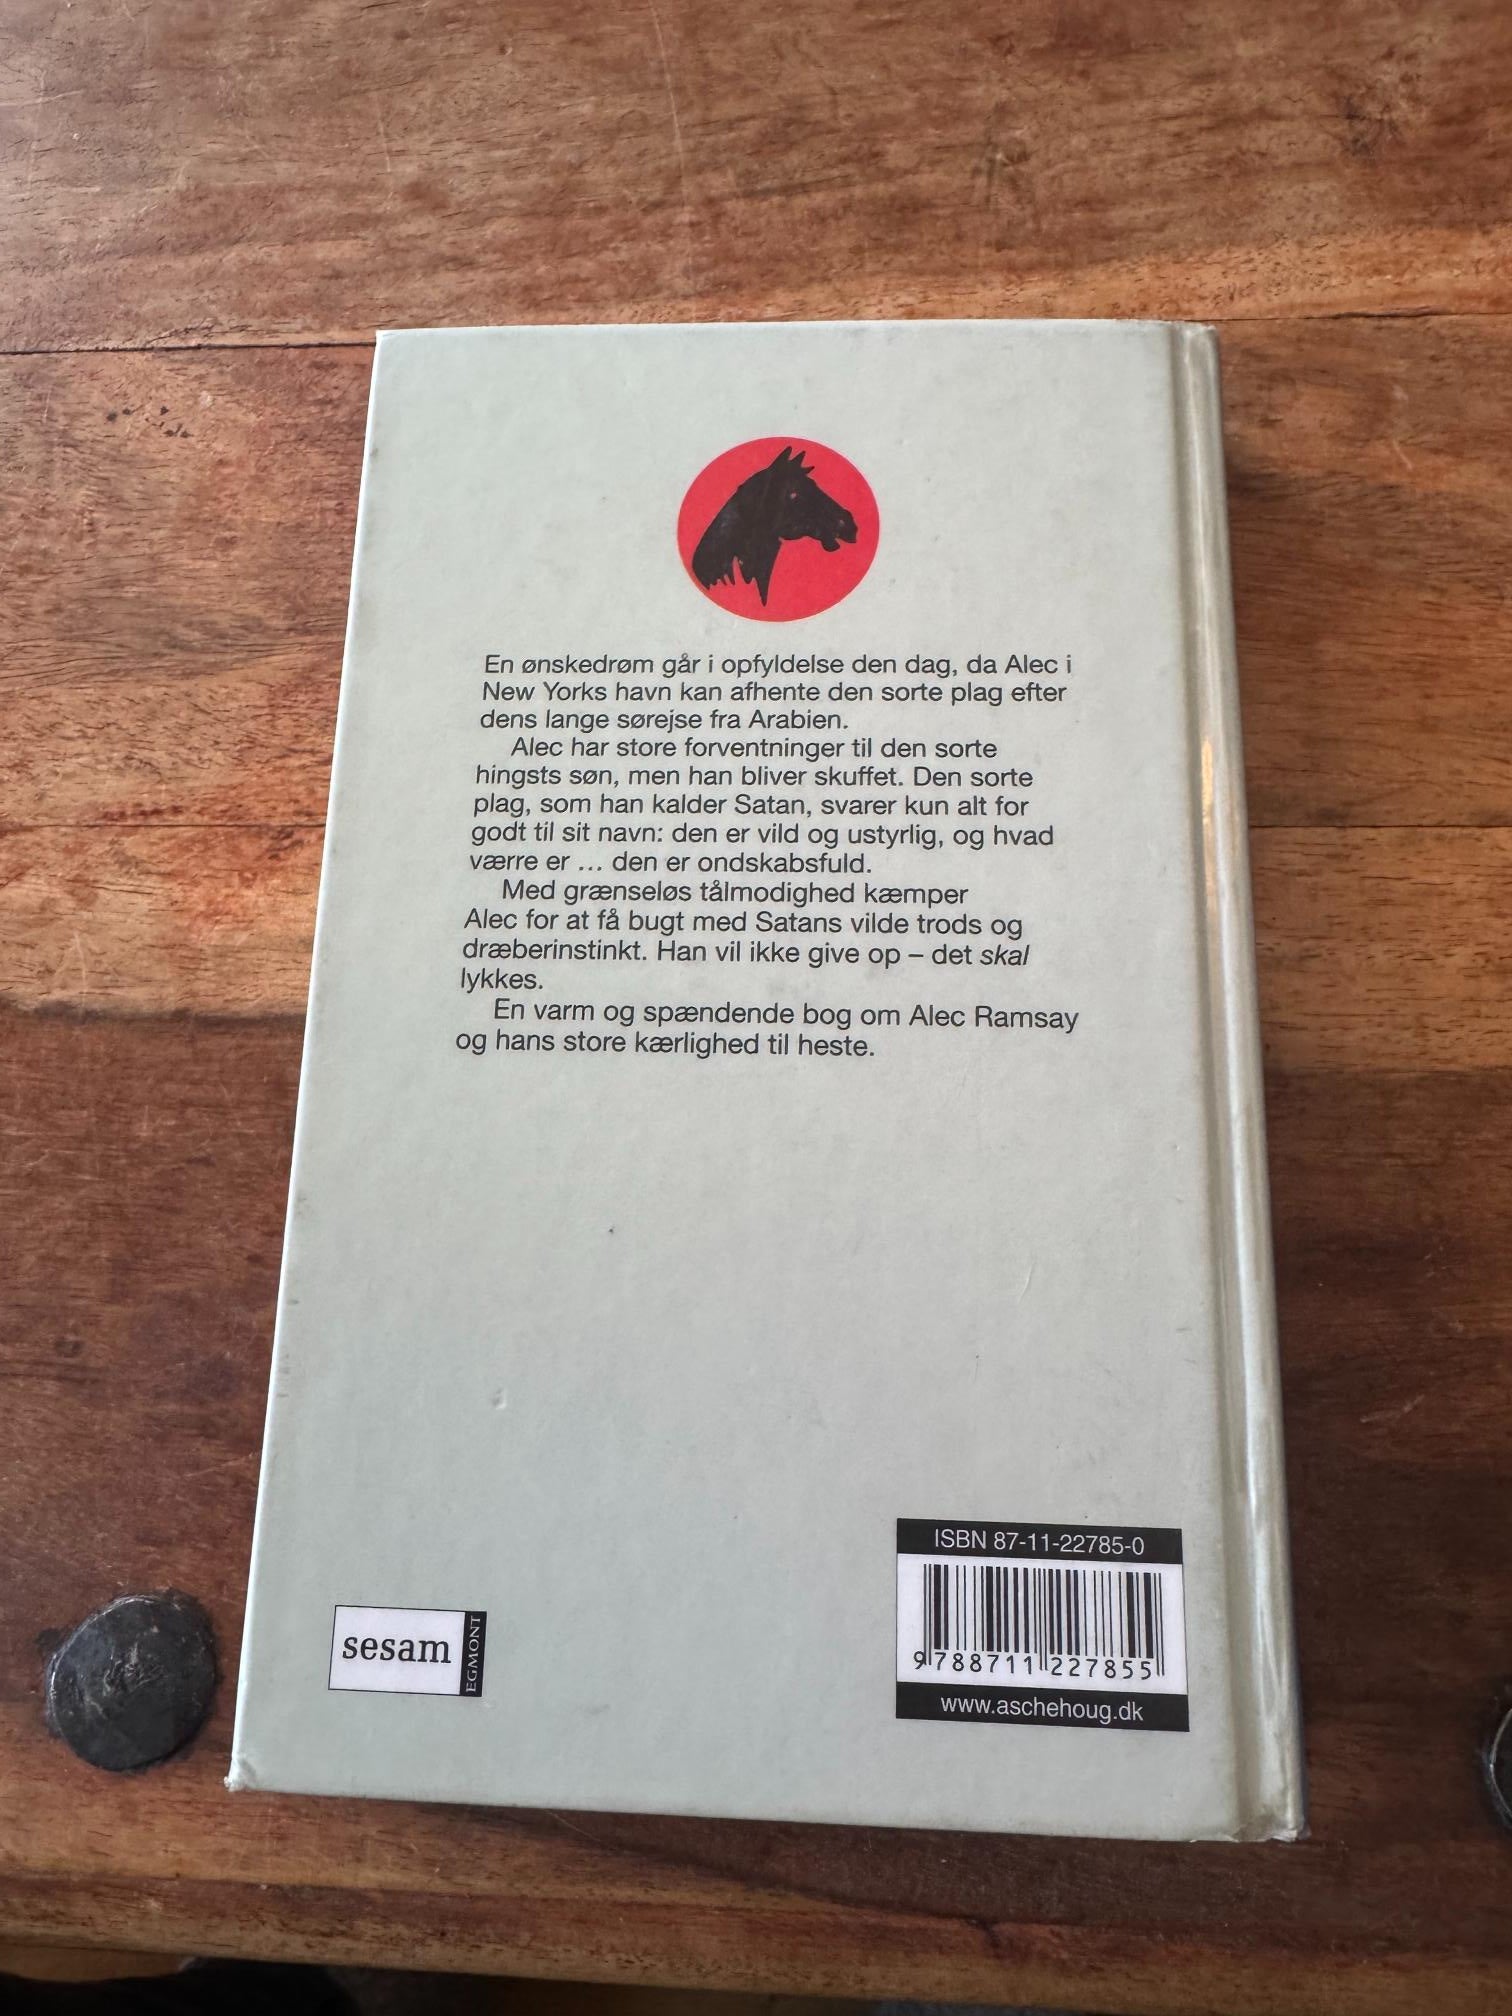 En ønskedrøm går i opfyldelse den dag, da Alec i
New Yorks havn kan afhente den sorte plag efter
dens lange sørejse fra Arabien.
Alec har store forventninger til den sorte
hingsts søn, men han bliver skuffet. Den sorte
plag, som han kalder Satan, svarer kun alt for
godt til sit navn: den er vild og ustyrlig, og hvad
værre er ... den er ondskabsfuld.
Med grænseløs tålmodighed kæmper
Alec for at få bugt med Satans vilde trods og
dræberinstinkt. Han vil ikke give op – det skal
lykkes.
En varm og spændende bog om Alec Ramsay
og hans store kærlighed til heste.
sesam
EGMONT
ISBN 87-11-22785-0
9 788711 227855
www.aschehoug.dk